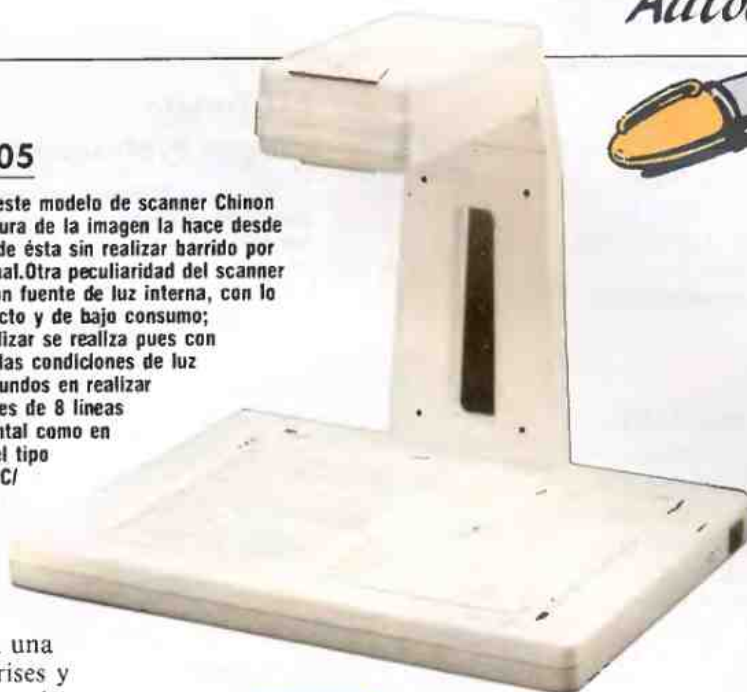 05
este modelo de scanner Chinon
ura de la imagen la hace desde
de ésta sin realizar barrido por
nal.Otra peculiaridad del scanner
on fuente de luz interna, con lo
cto y de bajo consumo;
lizar se realiza pues con
las condiciones de luz
undos en realizar
es de 8 líneas
ntal como en
el tipo
C/
una
rises y